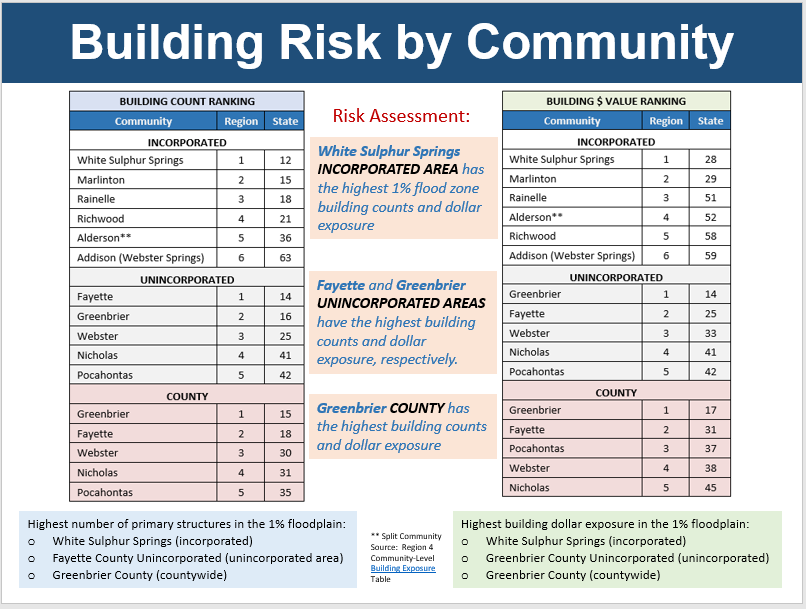 Building Risk by Community
BUILDING COUNT RANKING
Community Region State
INCORPORATED
White Sulphur Springs 1 12
Marlinton 2 15
Rainelle 3 18
Richwood 4 21
Alderson** 5 36
Addison (Webster Springs) 6 63
UNINCORPORATED
Fayette 1 14
Greenbrier 2 16
Webster 3 25
Nicholas 4 41
Pocahontas 5 42
COUNTY
Greenbrier 1 15
Fayette 2 18
Webster 3 30
Nicholas 4 31
Pocahontas 5 35
Risk Assessment:
White Sulphur Springs
INCORPORATED AREA has
the highest 1% flood zone
building counts and dollar
exposure
Fayette and Greenbrier
UNINCORPORATED AREAS
have the highest building
counts and dollar
exposure, respectively.
Greenbrier COUNTY has
the highest building counts
and dollar exposure
BUILDING $ VALUE RANKING
Community Region State
INCORPORATED
White Sulphur Springs 1 28
Marlinton 2 29
Rainelle 3 51
Alderson** 4 52
Richwood 5 58
Addison (Webster Springs) 6 59
UNINCORPORATED
Greenbrier 1 14
Fayette 2 25
Webster 3 33
Nicholas 4 41
Pocahontas 5 42
COUNTY
Greenbrier 1 17
Fayette 2 31
Pocahontas 3 37
Webster 4 38
Nicholas 5 45
Highest number of primary structures in the 1% floodplain:
o White Sulphur Springs (incorporated)
o Fayette County Unincorporated (unincorporated area)
o Greenbrier County (countywide)
** Split Community
Source: Region 4
Community-Level
Building Exposure
Table
Highest building dollar exposure in the 1% floodplain:
o White Sulphur Springs (incorporated)
o Greenbrier County Unincorporated (unincorporated)
o Greenbrier County (countywide)